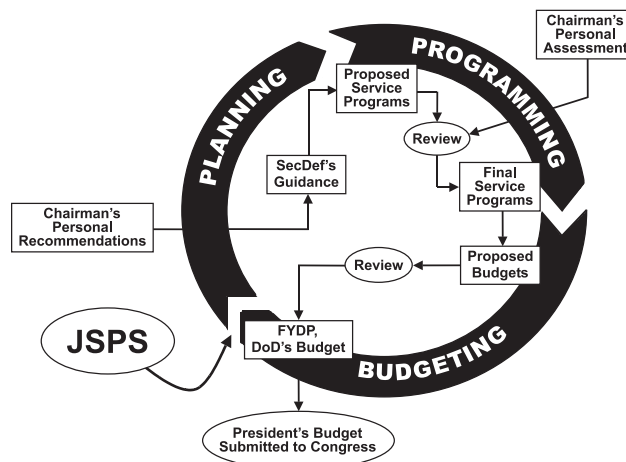 Chairman's
Personal
Assessment
PROGRAMMING
PLANNING
Proposed
Service
Programs
Review
SecDef's
Guidance
Final
Service
Programs
Chairman's
Personal
Recommendations
Proposed
Budgets
Review
FYDP,
DoD's Budget
JSPS
BUDGETING
President's Budget
Submitted to Congress